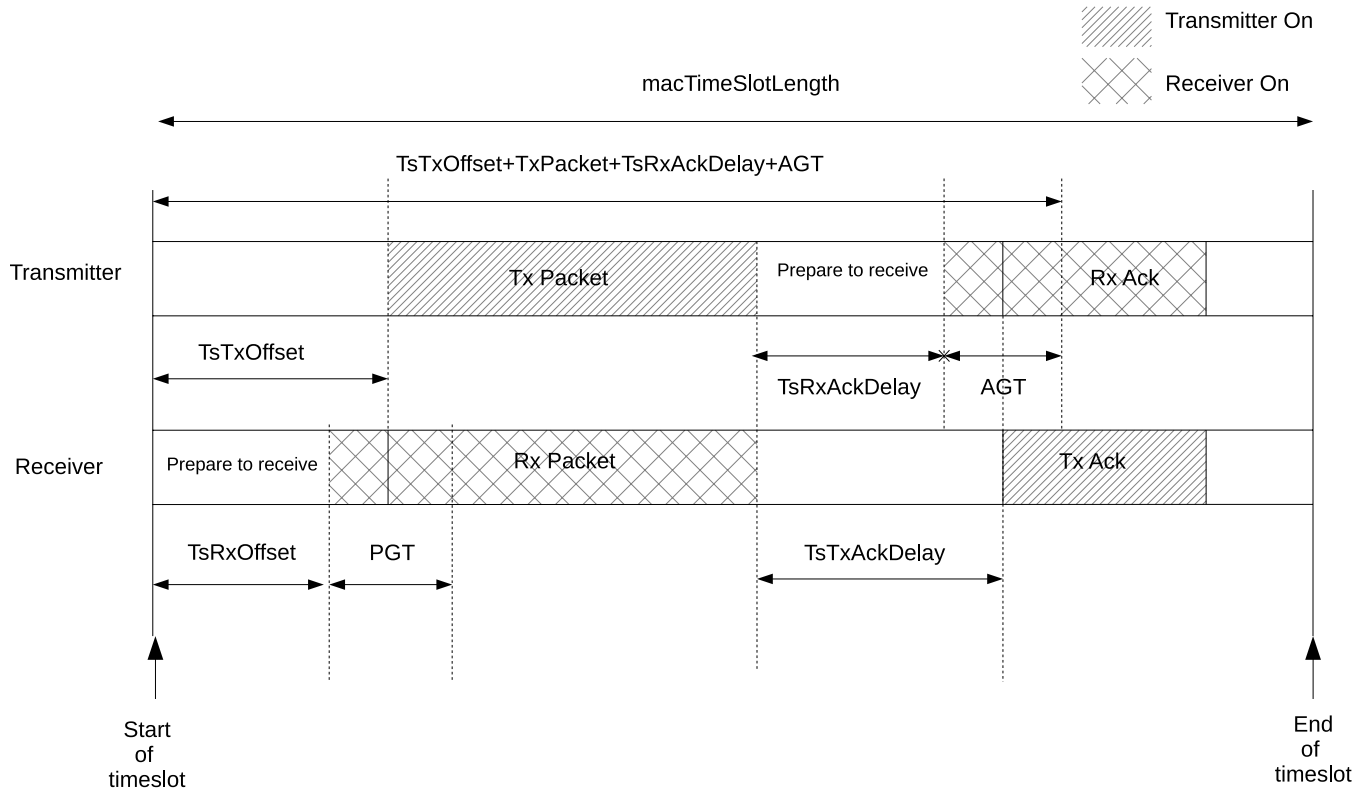 Transmitter On
Receiver On
macTimeSlotLength
TsTxOffset+TxPacket+TsRxAckDelay+AGT
Transmitter
Tx Packet
Prepare to receive
Rx Ack
TsTxOffset
TsRxAckDelay
AGT
Receiver
Prepare to receive
Rx Packet
Tx Ack
TsRxOffset
PGT
TsTxAckDelay
Start
of
timeslot
End
of
timeslot